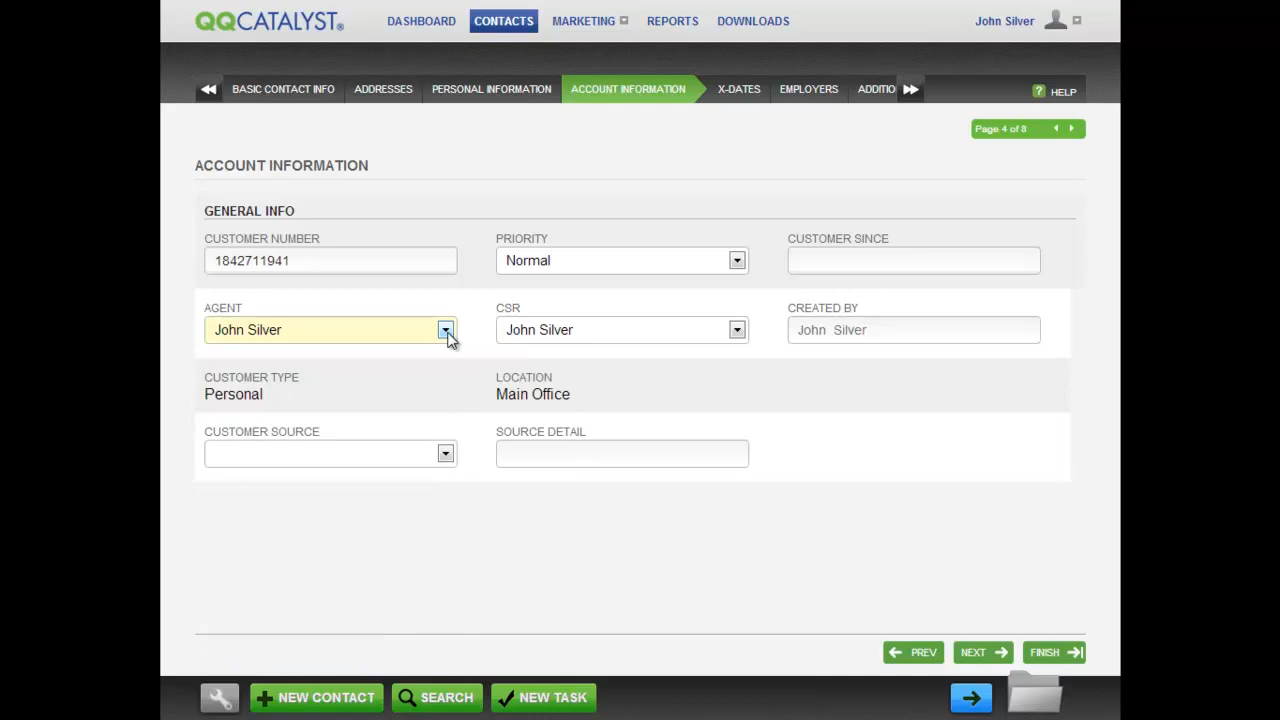 QQCATALYST® DASHBOARD CONTACTS MARKETING REPORTS DOWNLOADS John Silver
BASIC CONTACT INFO ADDRESSES PERSONAL INFORMATION ACCOUNT INFORMATION X-DATES EMPLOYERS ADDITIO ? HELP
Page 4 of 8
ACCOUNT INFORMATION
GENERAL INFO
CUSTOMER NUMBER PRIORITY CUSTOMER SINCE
1842711941 Normal
AGENT CSR CREATED BY
John Silver John Silver John Silver
CUSTOMER TYPE LOCATION
Personal Main Office
CUSTOMER SOURCE SOURCE DETAIL
PREV NEXT FINISH
NEW CONTACT SEARCH NEW TASK